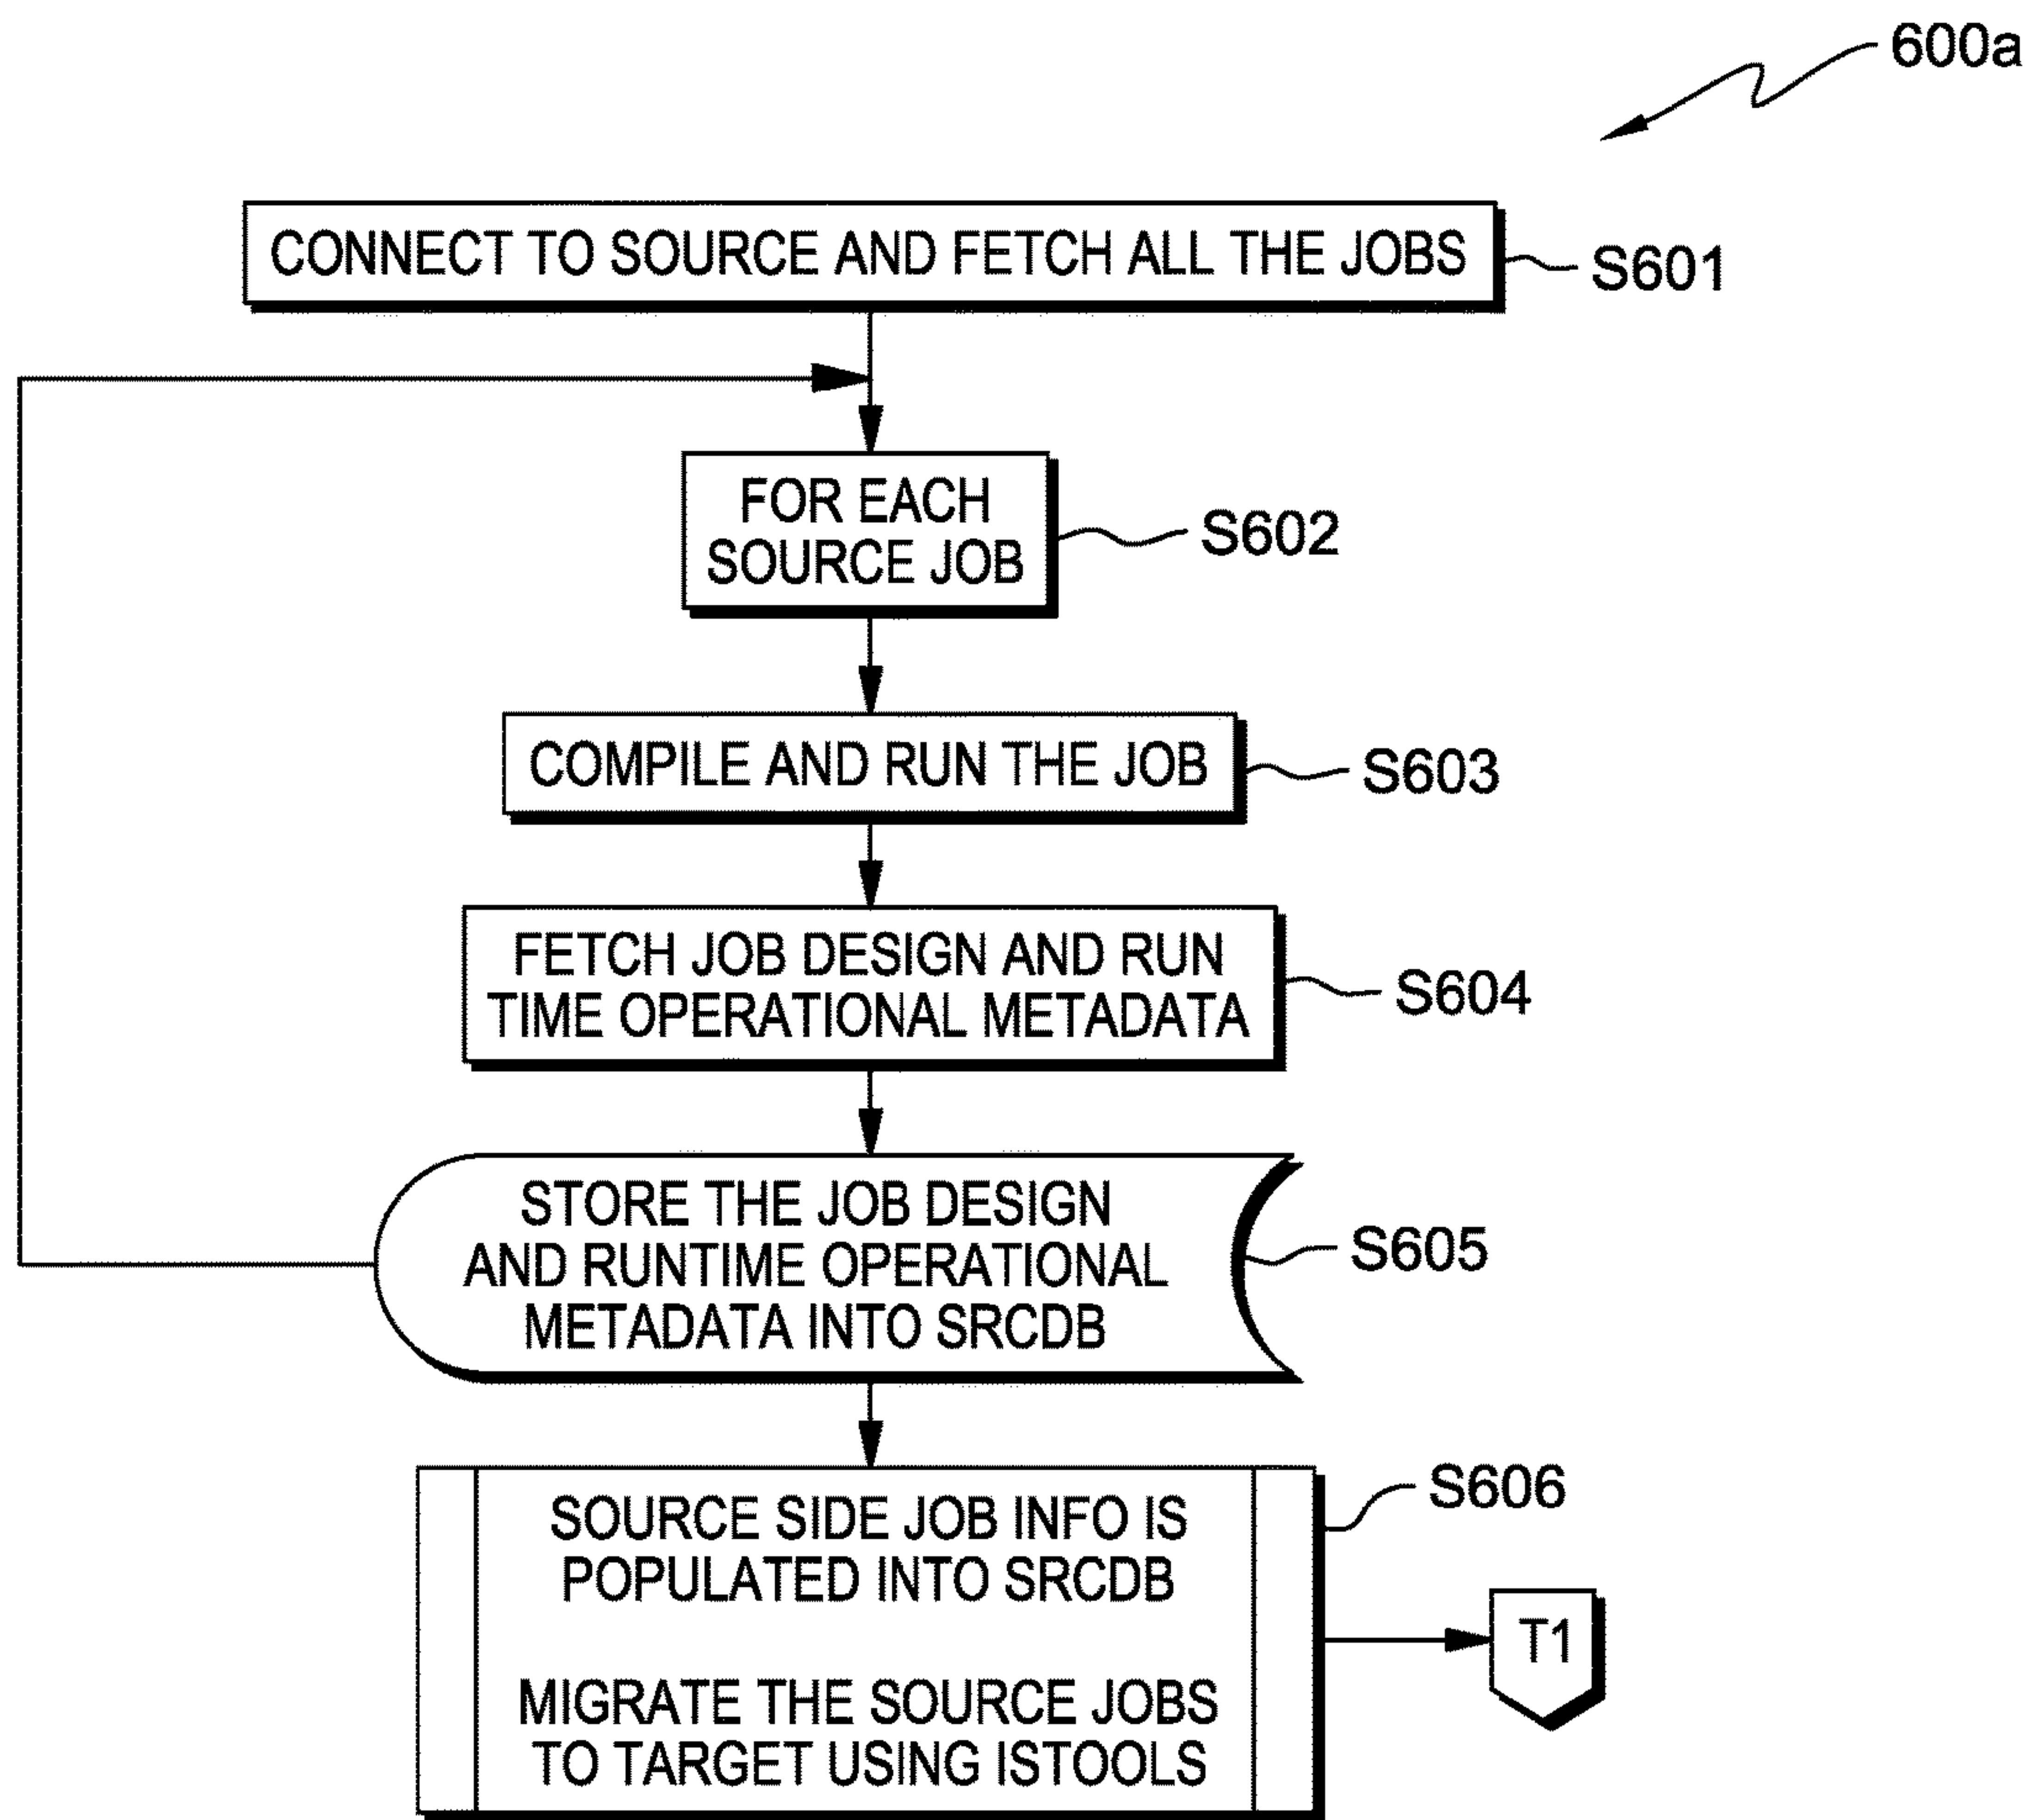 600a
CONNECT TO SOURCE AND FETCH ALL THE JOBS
S601
FOR EACH
SOURCE JOB
S602
COMPILE AND RUN THE JOB
S603
FETCH JOB DESIGN AND RUN
TIME OPERATIONAL METADATA
S604
STORE THE JOB DESIGN
AND RUNTIME OPERATIONAL
METADATA INTO SRCDB
S605
SOURCE SIDE JOB INFO IS
POPULATED INTO SRCDB
MIGRATE THE SOURCE JOBS
TO TARGET USING ISTOOLS
S606
T1